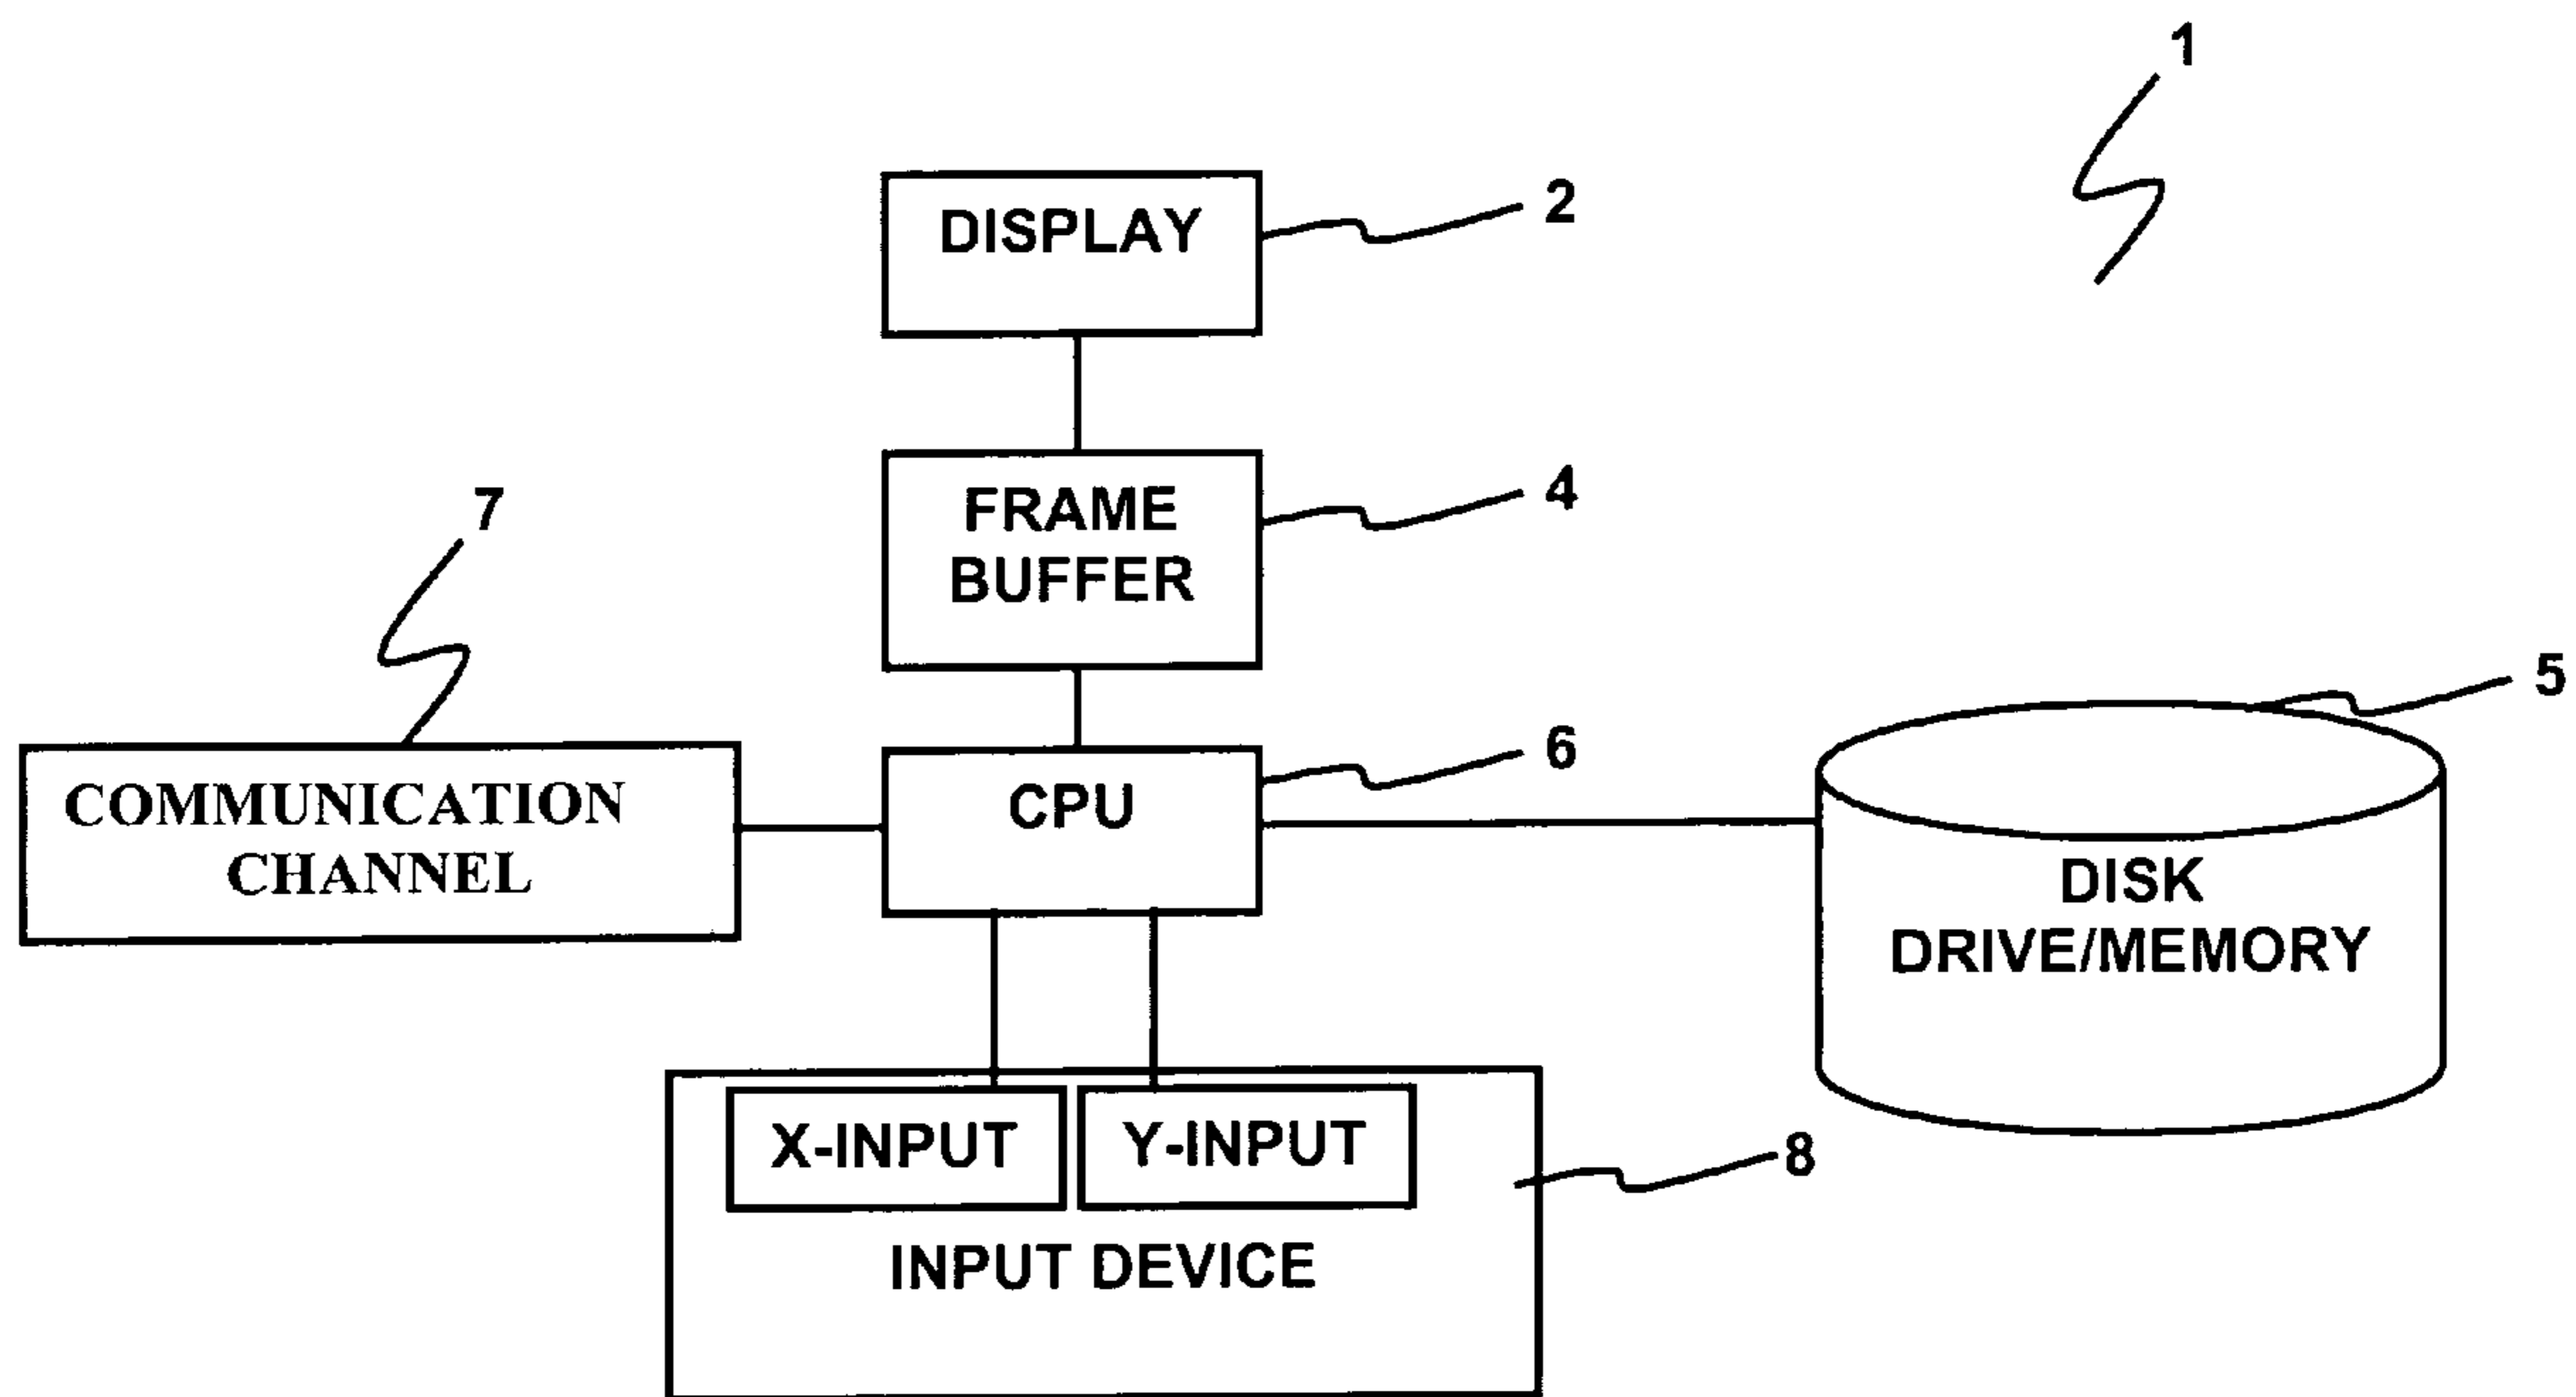 1
DISPLAY
2
FRAME
BUFFER
4
7
COMMUNICATION
CHANNEL
CPU
6
5
DISK
DRIVE/MEMORY
X-INPUT
Y-INPUT
8
INPUT DEVICE